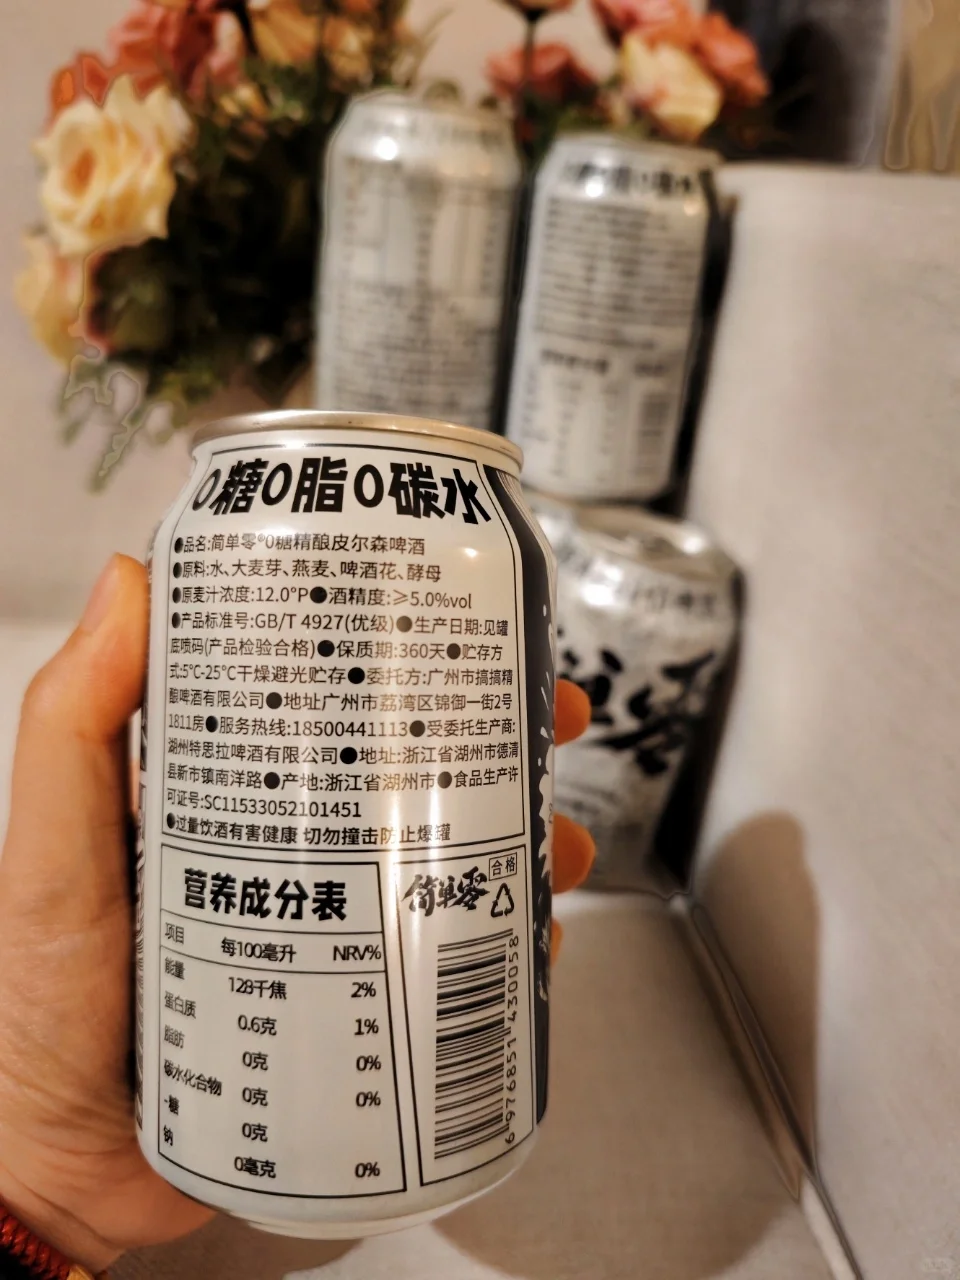 0糖0脂0碳水
●品名:简单零®0糖精酿皮尔森啤酒
●原料:水、大麦芽、燕麦、啤酒花、酵母
●原麦汁浓度:12.0°P●酒精度:≥5.0%vol
●产品标准号:GB/T 4927(优级)●生产日期:见罐
底喷码(产品检验合格)●保质期:360天●贮存方
式:5℃-25℃干燥避光贮存●委托方:广州市搞搞精
酿啤酒有限公司●地址广州市荔湾区锦御一街2号
1811房●服务热线:18500441113●受委托生产商:
湖州特思拉啤酒有限公司●地址:浙江省湖州市德清
县新市镇南洋路●产地:浙江省湖州市●食品生产许
可证号:SC11533052101451
●过量饮酒有害健康 切勿撞击防止爆罐
营养成分表
项目 每100毫升 NRV%
能量 128千焦 2%
蛋白质 0.6克 1%
脂肪 0克 0%
碳水化合物 0克 0%
-糖 0克
钠 0毫克 0%
简单零
合格
6 976851 430058
单零